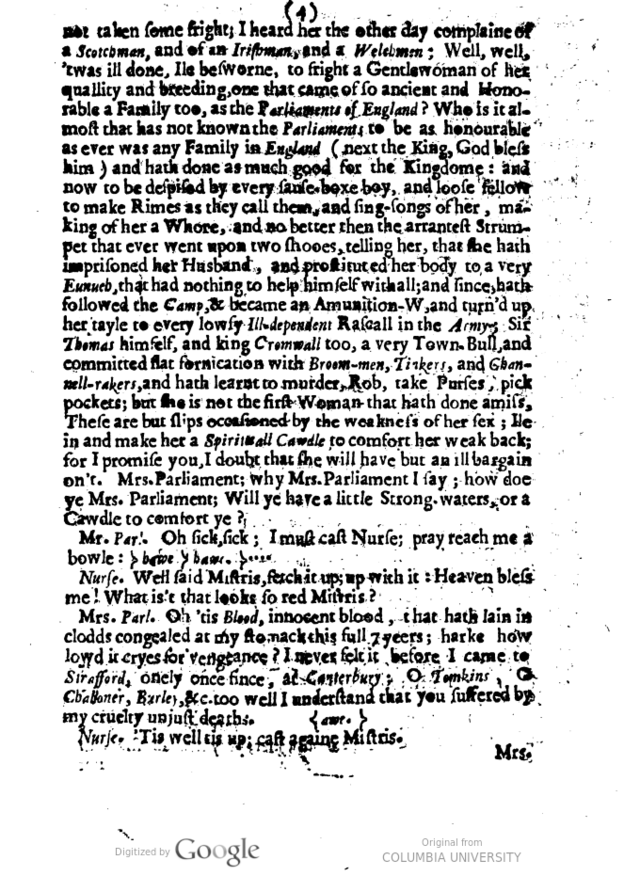 (4)
not taken some fright; I heard her the other day complaine of
a Scotchman, and of an Irishman, and a Welchmen; Well, well,
'twas ill done, Ile besworne, to fright a Gentlewoman of her
quallity and breeding, one that came of so ancient and Hono-
rable a Family too, as the Parliaments of England? Who is it al-
most that has not known the Parliaments to be as honourable
as ever was any Family in England (next the King, God bless
him) and hath done as much good for the Kingdome: and
now to be despised by every sause-boxe boy, and loose fellow
to make Rimes as they call them, and sing-songs of her, ma-
king of her a Whore, and no better then the arrantest Strum-
pet that ever went upon two shooes, telling her, that she hath
imprisoned her Husband, and prostituted her body to a very
Eunuch, that had nothing to help himself withall; and since, hath
followed the Camp, & became an Amunition-W, and turn'd up
her tayle to every lowsy Ill-dependent Rascall in the Army; Sir
Thomas himself, and king Cromwall too, a very Town-Bull, and
committed flat fornication with Broom-men, Tinkers, and Chan-
nell-rakers, and hath learnt to murder, Rob, take Purses, pick
pockets; but she is not the first Woman that hath done amiss,
These are but slips occasioned by the weakness of her sex; Ile
in and make her a Spirituall Cawdle to comfort her weak back;
for I promise you, I doubt that she will have but an ill bargain
on't. Mrs. Parliament; why Mrs. Parliament I say; how doe
ye Mrs. Parliament; Will ye have a little Strong-waters, or a
Cawdle to comfort ye?
Mr. Parl. Oh sick, sick; I must cast Nurse; pray reach me a
bowle:
Nurse. Well said Mistris, fetch it up; up with it: Heaven bless
me! What is't that looks so red Mistris?
Mrs. Parl. Oh 'tis Blood, innocent blood, that hath lain in
clodds congealed at my stomack this full 7 yeers; harke how
lowd it cryes for vengeance? I never felt it before I came to
Strafford, onely once since, at Canterbury; O Tomkins, O
Challoner, Burley, &c. too well I understand that you suffered by
my cruelty unjust deaths. {awe.}
Nurse. 'Tis well tis up; cast againe Mistris.
Mrs.
Digitized by Google
Original from
COLUMBIA UNIVERSITY